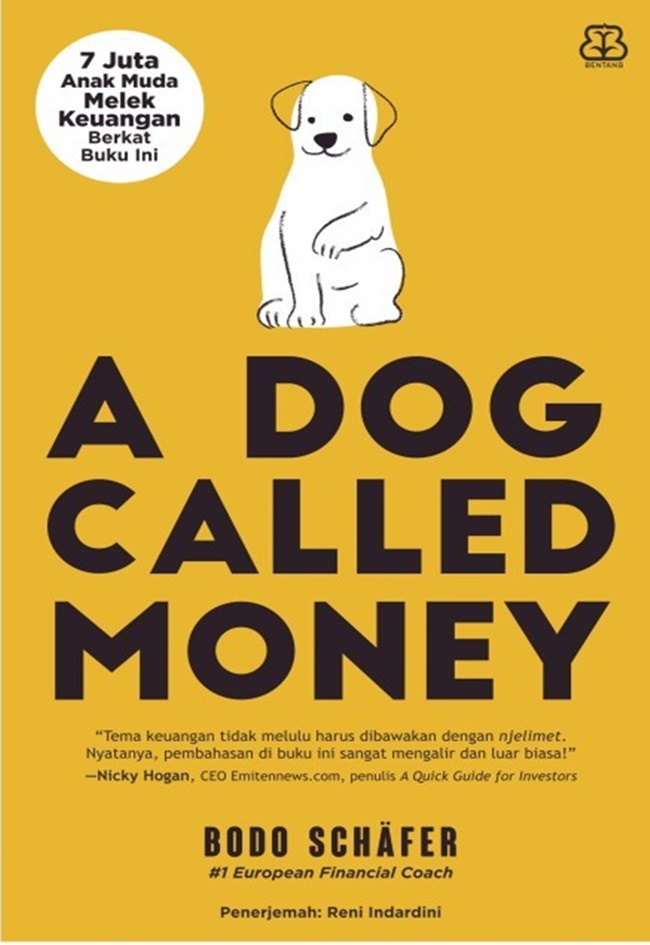 7 Juta
Anak Muda
Melek
Keuangan
Berkat
Buku Ini
BENTANG
A DOG
CALLED
MONEY
“Tema keuangan tidak melulu harus dibawakan dengan njelimet.
Nyatanya, pembahasan di buku ini sangat mengalir dan luar biasa!”
—Nicky Hogan, CEO Emitennews.com, penulis A Quick Guide for Investors
BODO SCHÄFER
#1 European Financial Coach
Penerjemah: Reni Indardini